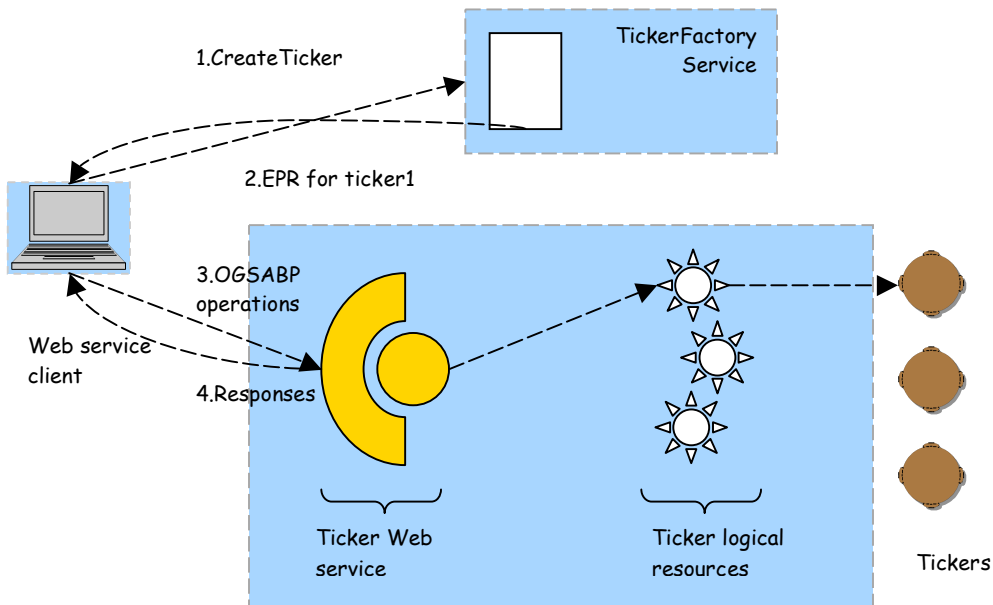 TickerFactory
Service
1.CreateTicker
2.EPR for ticker1
3.OGSABP
operations
Web service
client
4.Responses
Ticker Web
service
Ticker logical
resources
Tickers